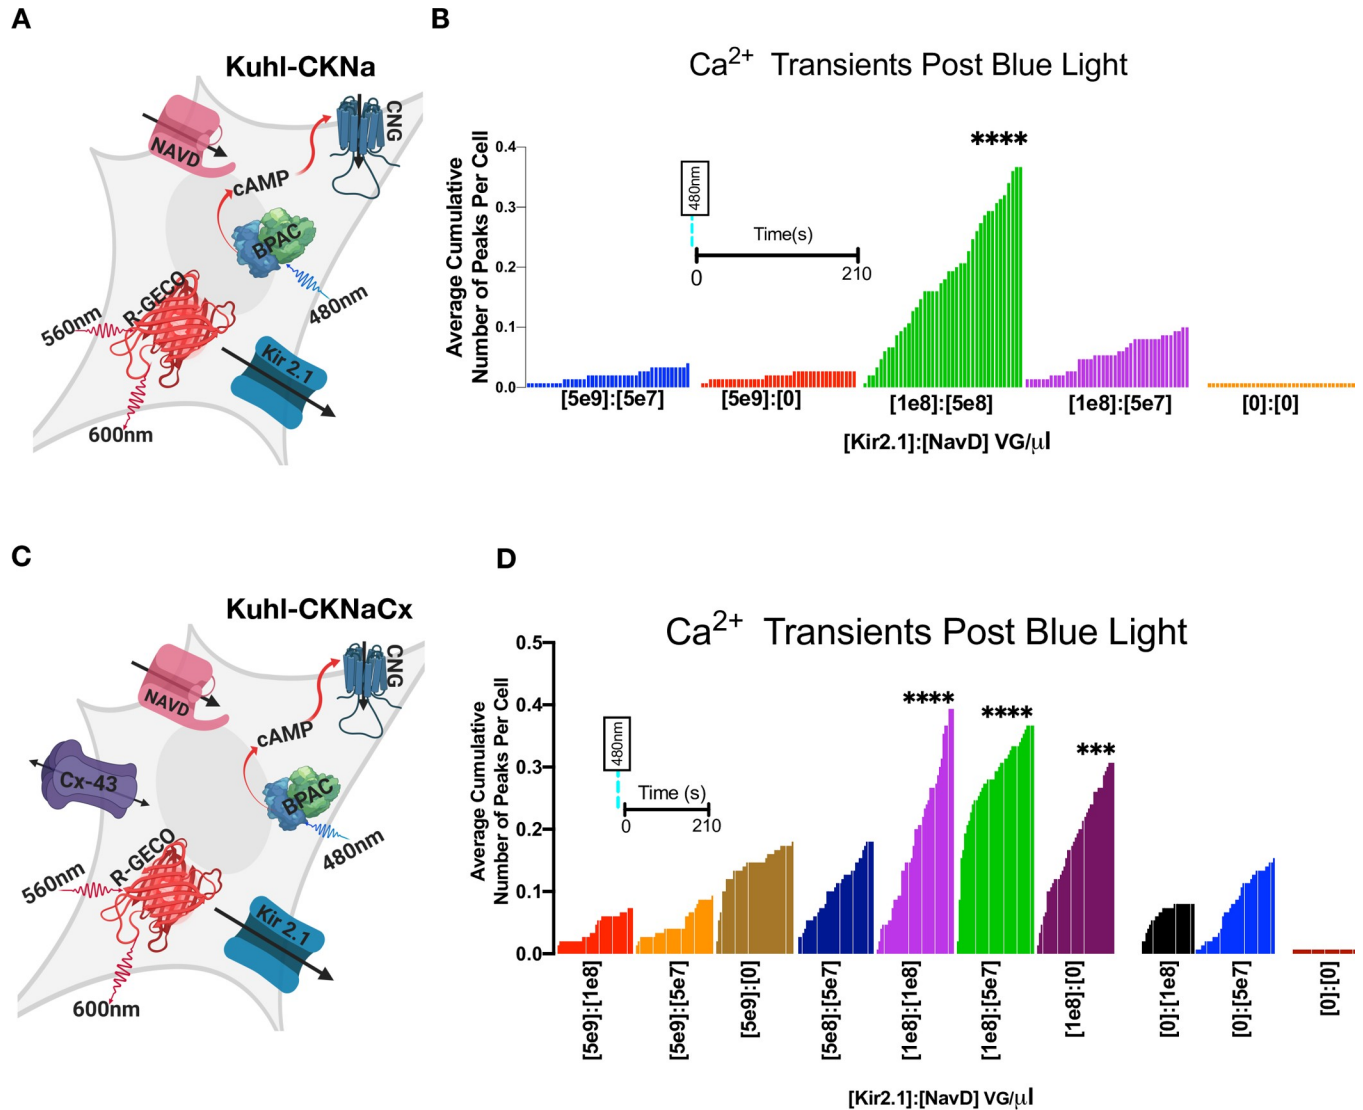 A
Kuhl-CKNa
NAVD
CNG
cAMP
BPAC
480nm
R-GECO
560nm
600nm
Kir 2.1
B
Ca2+ Transients Post Blue Light
Average Cumulative
Number of Peaks Per Cell
0.4
0.3
0.2
0.1
0.0
480nm
Time(s)
0
210
****
[5e9]:[5e7]
[5e9]:[0]
[1e8]:[5e8]
[1e8]:[5e7]
[0]:[0]
[Kir2.1]:[NavD] VG/μl
C
Kuhl-CKNaCx
NAVD
CNG
cAMP
Cx-43
BPAC
480nm
R-GECO
560nm
600nm
Kir 2.1
D
Ca2+ Transients Post Blue Light
Average Cumulative
Number of Peaks Per Cell
0.5
0.4
0.3
0.2
0.1
0.0
480nm
Time (s)
0
210
****
****
***
[5e9]:[1e8]
[5e9]:[5e7]
[5e9]:[0]
[5e8]:[5e7]
[1e8]:[1e8]
[1e8]:[5e7]
[1e8]:[0]
[0]:[1e8]
[0]:[5e7]
[0]:[0]
[Kir2.1]:[NavD] VG/μl